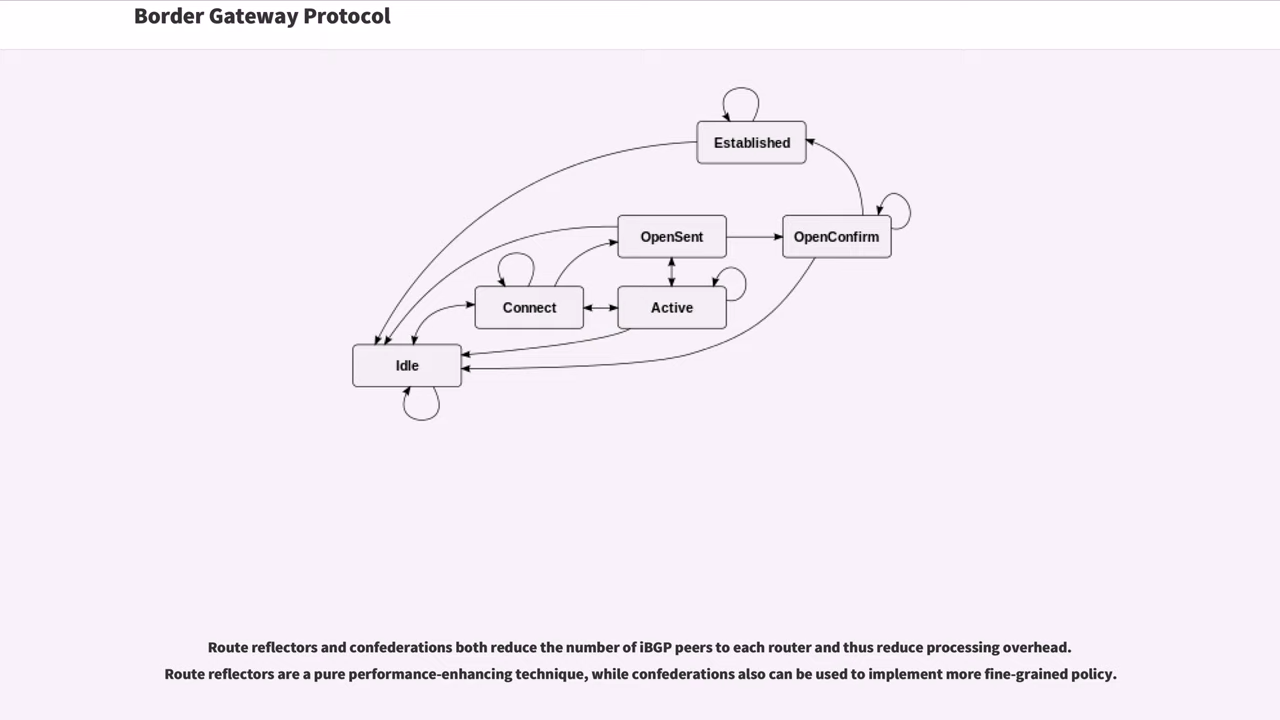 Border Gateway Protocol
Established
OpenSent
OpenConfirm
Connect
Active
Idle
Route reflectors and confederations both reduce the number of iBGP peers to each router and thus reduce processing overhead.
Route reflectors are a pure performance-enhancing technique, while confederations also can be used to implement more fine-grained policy.